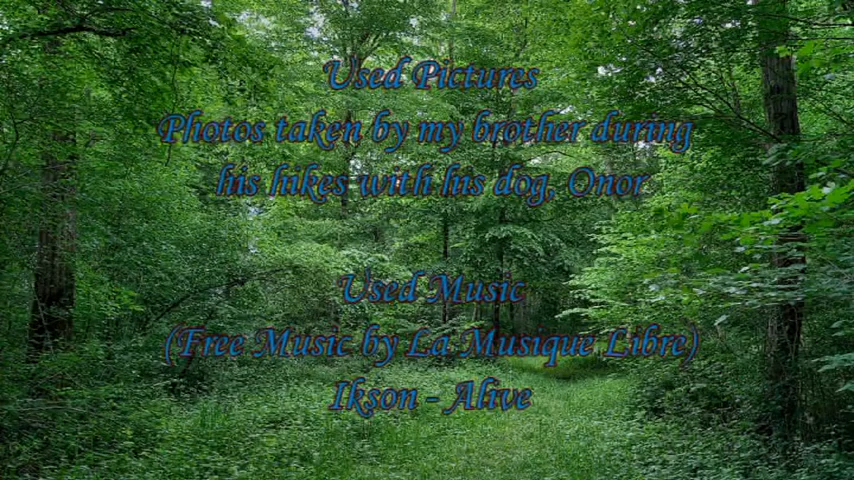 Used Pictures
Photos taken by my brother during
his hikes with his dog, Onor
Used Music
(Free Music by La Musique Libre)
Ikson - Alive